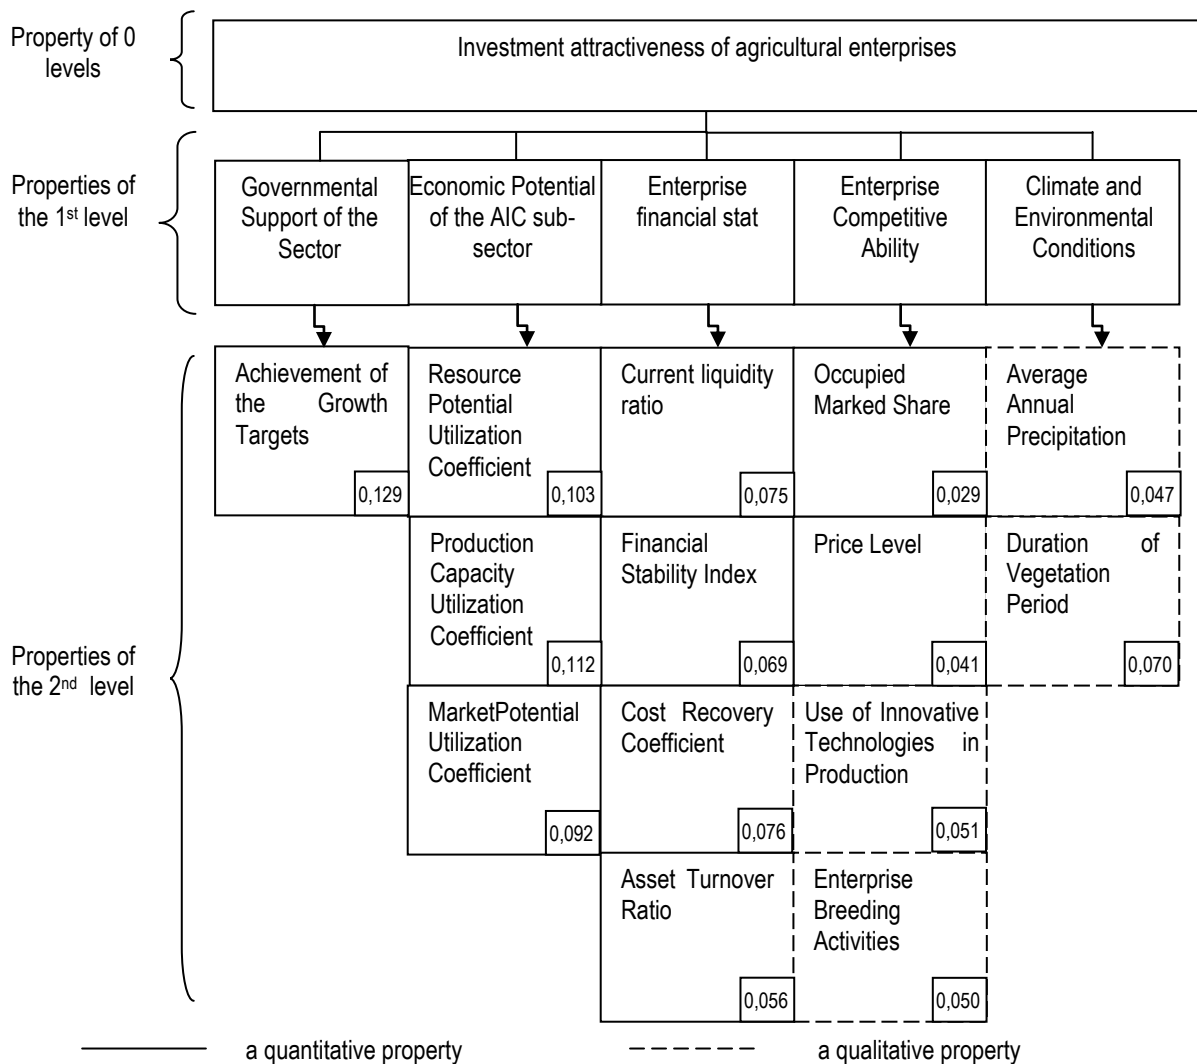 Property of 0
levels
Investment attractiveness of agricultural enterprises
Properties of
the 1st level
Governmental
Support of the
Sector
Economic Potential
of the AIC sub-
sector
Enterprise
financial stat
Enterprise
Competitive
Ability
Climate and
Environmental
Conditions
Properties of
the 2nd level
Achievement of
the Growth
Targets
0,129
Resource
Potential
Utilization
Coefficient
0,103
Current liquidity
ratio
0,075
Occupied
Marked Share
0,029
Average
Annual
Precipitation
0,047
Production
Capacity
Utilization
Coefficient
0,112
Financial
Stability Index
0,069
Price Level
0,041
Duration of
Vegetation
Period
0,070
MarketPotential
Utilization
Coefficient
0,092
Cost Recovery
Coefficient
0,076
Use of Innovative
Technologies in
Production
0,051
Asset Turnover
Ratio
0,056
Enterprise
Breeding
Activities
0,050
a quantitative property
a qualitative property